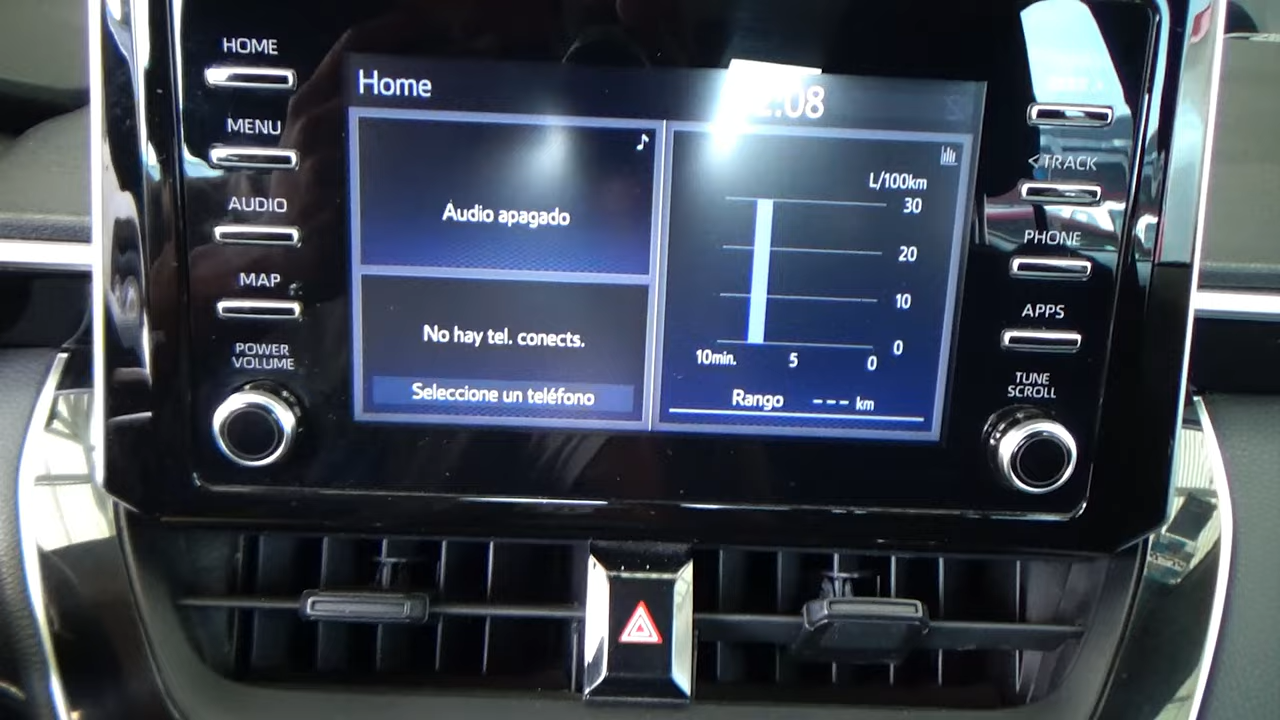 HOME
MENU
AUDIO
MAP
POWER
VOLUME
Home
:08
Audio apagado
No hay tel. conects.
Seleccione un teléfono
L/100km
30
20
10
0
10min.
5
0
Rango --- km
<TRACK
PHONE
APPS
TUNE
SCROLL